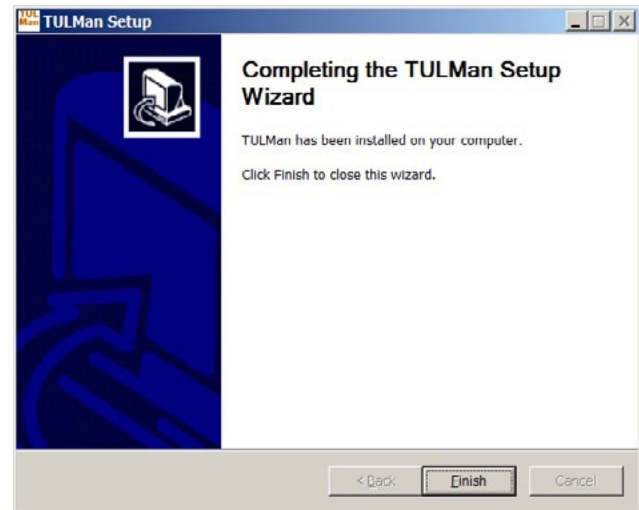 TUL
Man
TULMan Setup
Completing the TULMan Setup
Wizard
TULMan has been installed on your computer.
Click Finish to close this wizard.
< Back
Finish
Cancel